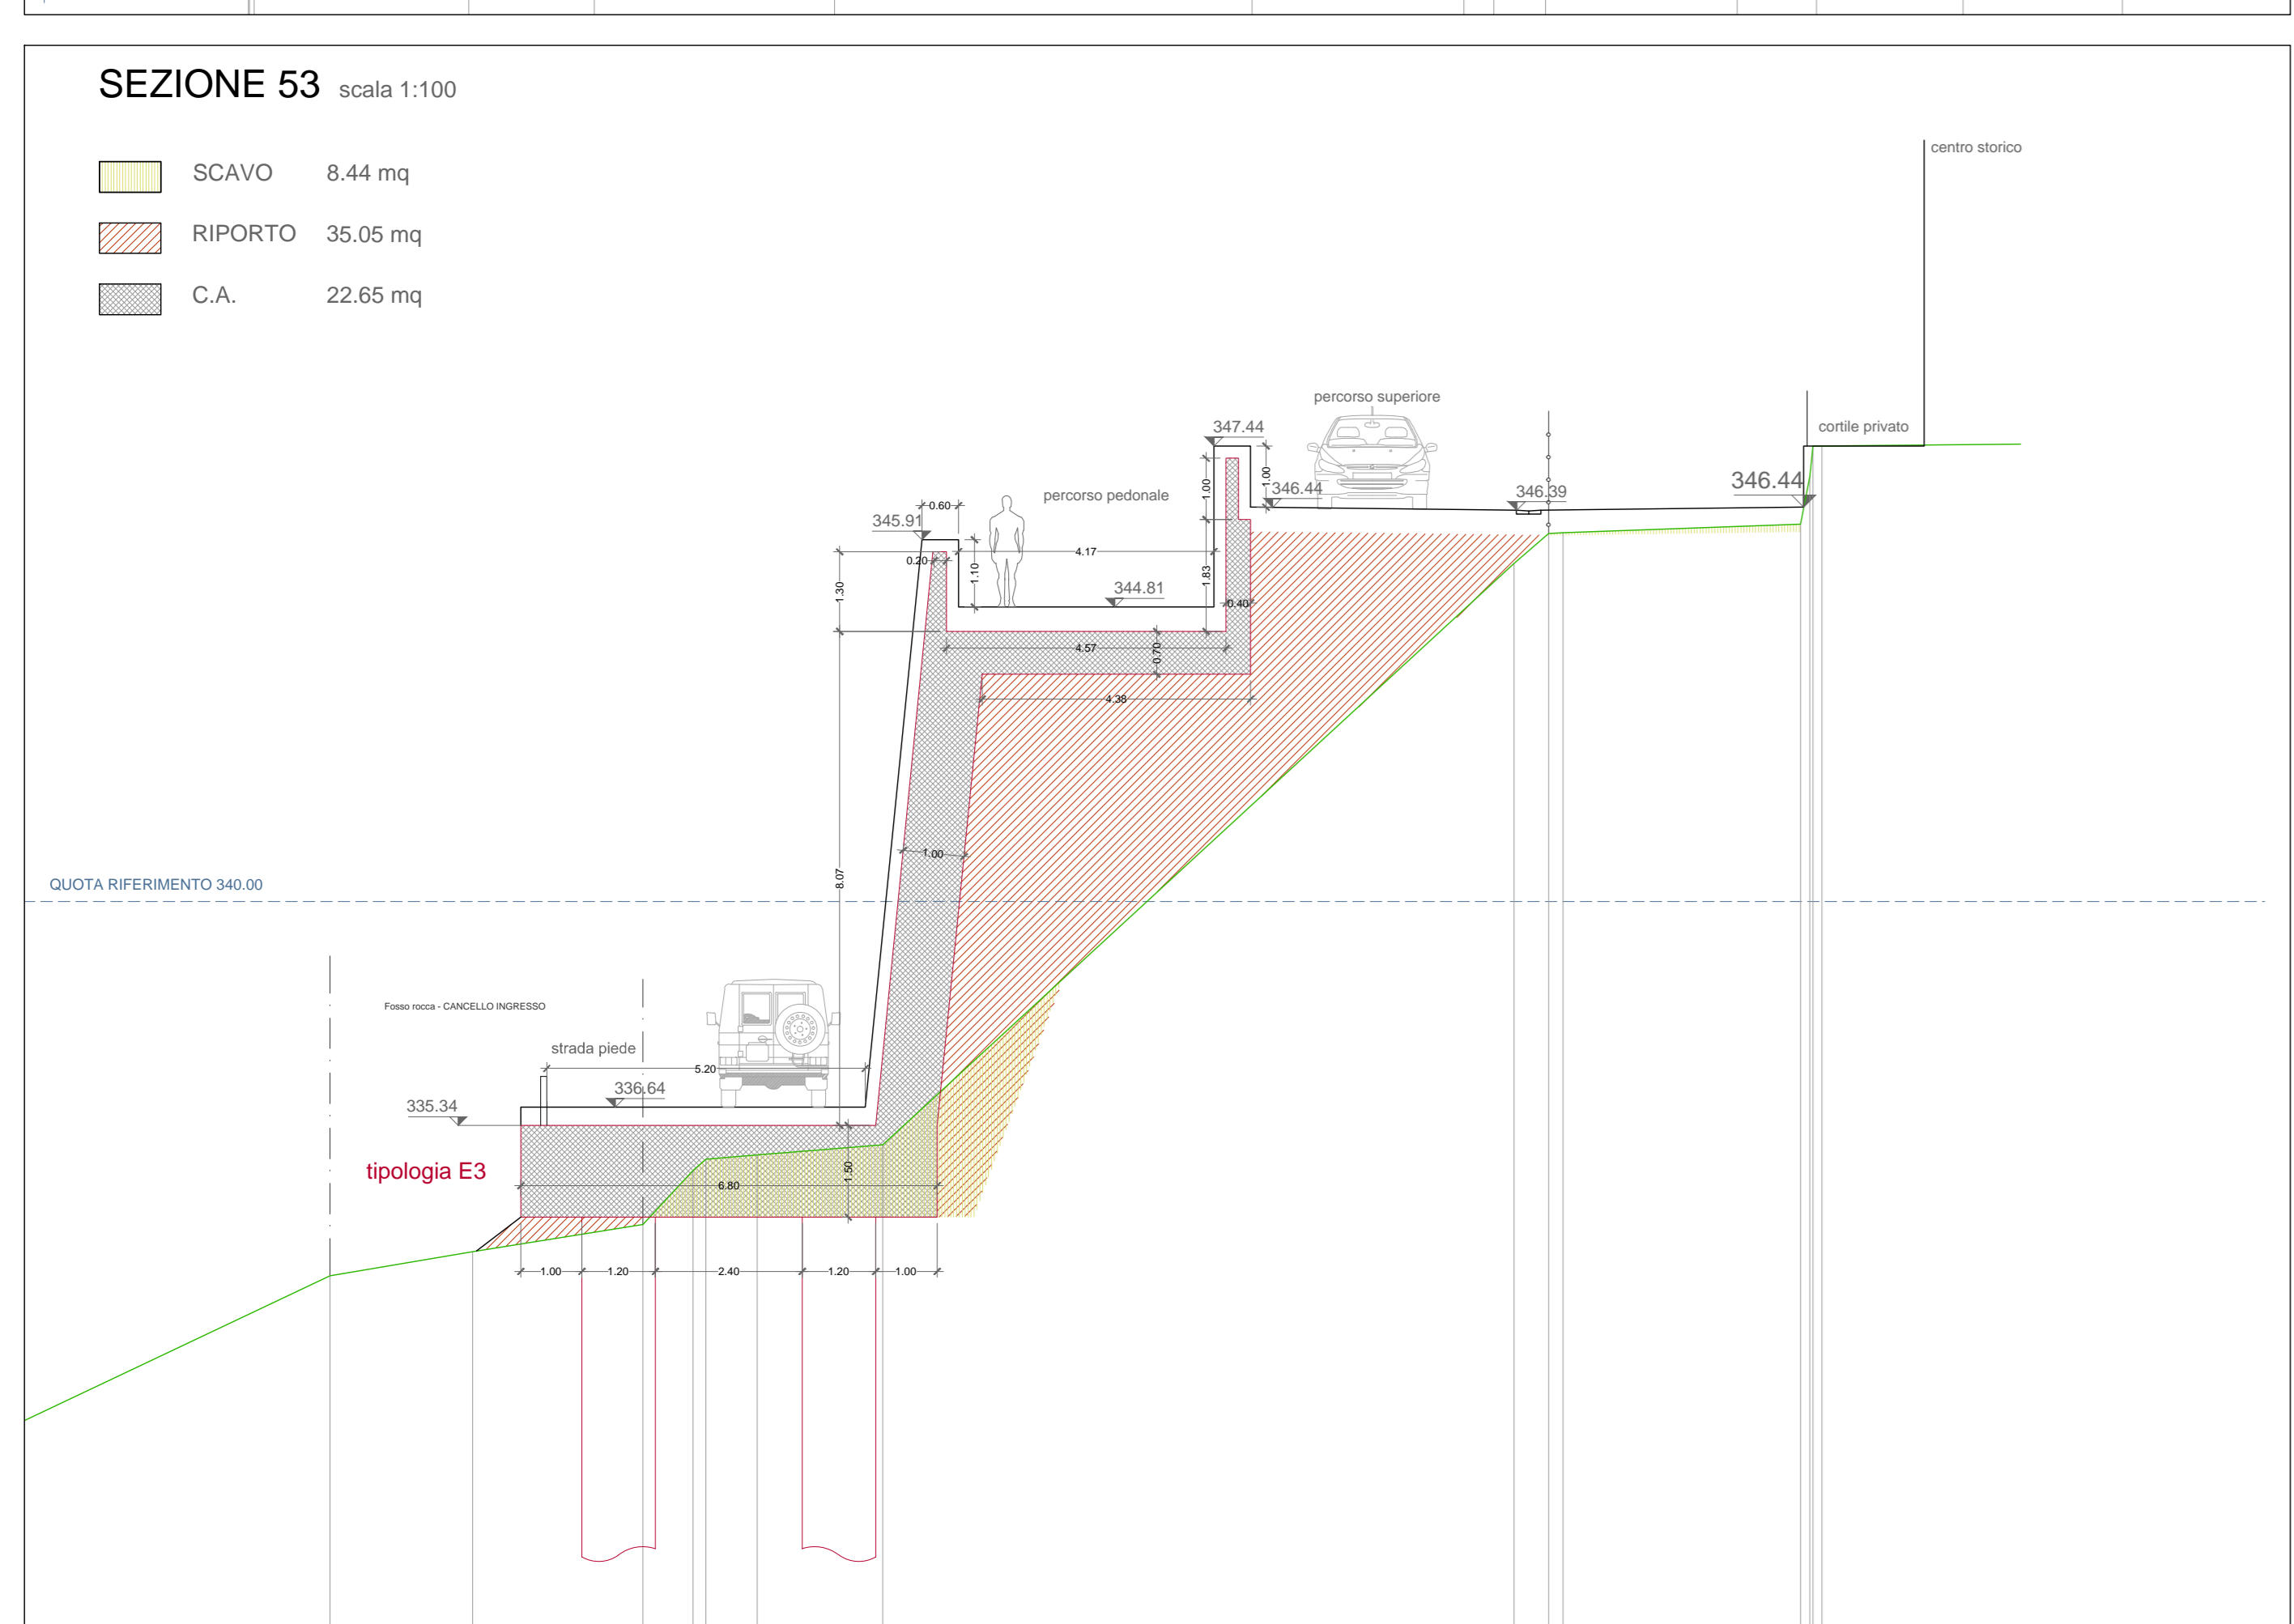 SEZIONE 53 scala 1:100
SCAVO 8.44 mq
RIPORTO 35.05 mq
C.A. 22.65 mq
centro storico
percorso superiore
cortile privato
347.44
1.00
346.44
346.39
346.44
percorso pedonale
1.00
0.60
345.91
4.17
0.20
1.10
1.30
1.83
344.81
0.40
4.57
0.70
4.38
1.00
8.07
QUOTA RIFERIMENTO 340.00
Fosso rocca - CANCELLO INGRESSO
strada piede
5.20
336.64
335.34
tipologia E3
1.50
6.80
1.00 1.20 2.40 1.20 1.00